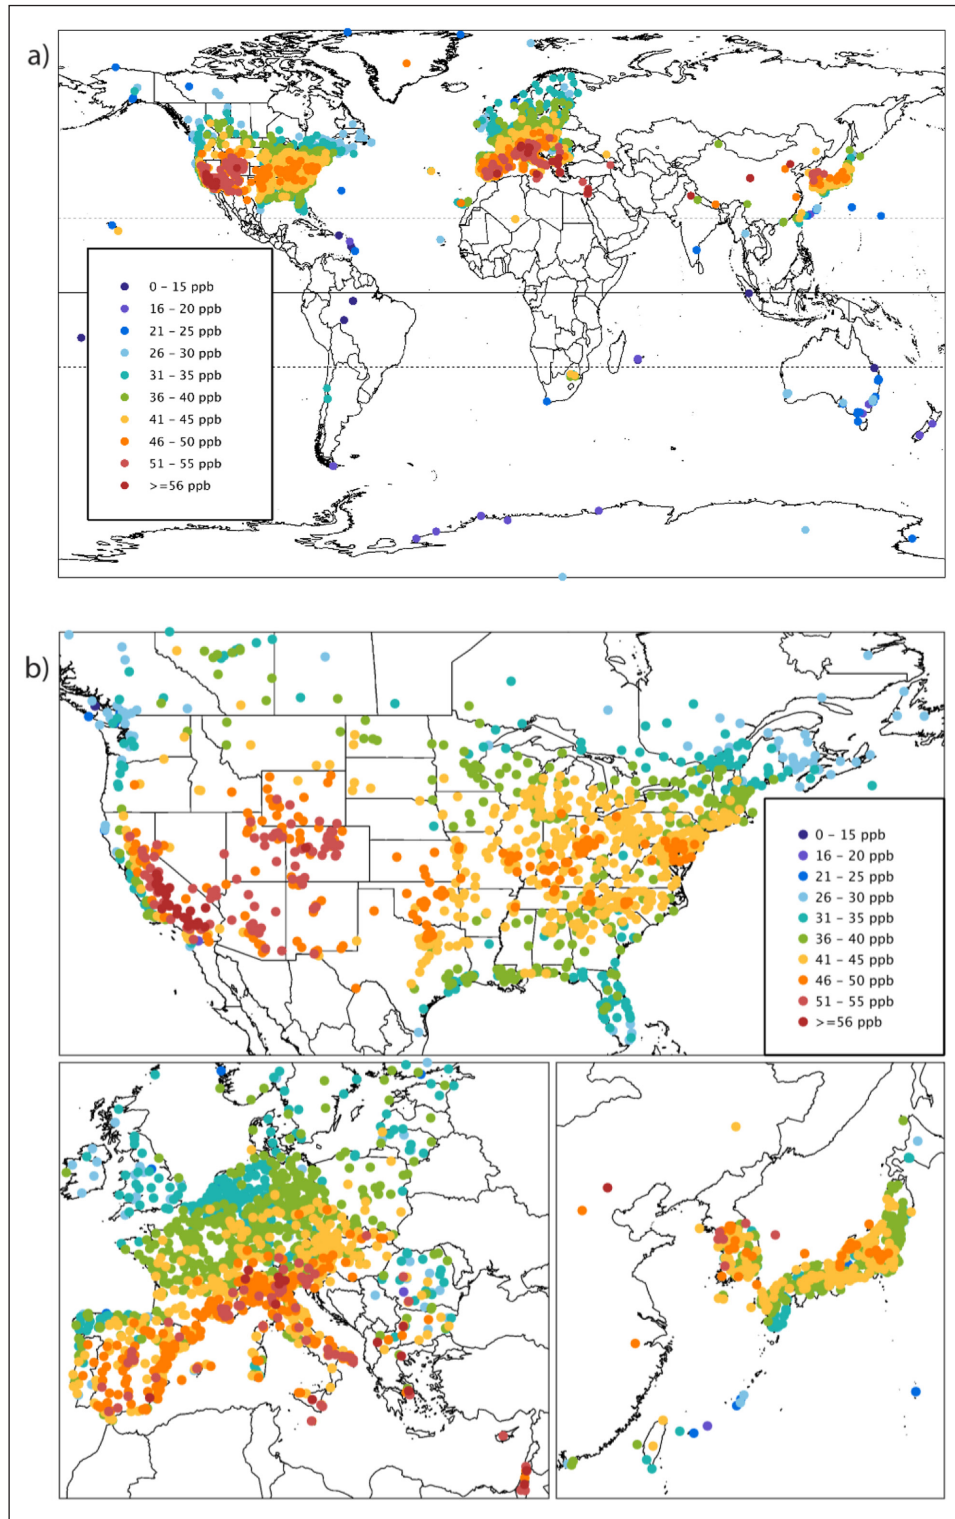 a)
0 – 15 ppb
16 – 20 ppb
21 – 25 ppb
26 – 30 ppb
31 – 35 ppb
36 – 40 ppb
41 – 45 ppb
46 – 50 ppb
51 – 55 ppb
>=56 ppb
b)
0 – 15 ppb
16 – 20 ppb
21 – 25 ppb
26 – 30 ppb
31 – 35 ppb
36 – 40 ppb
41 – 45 ppb
46 – 50 ppb
51 – 55 ppb
>=56 ppb